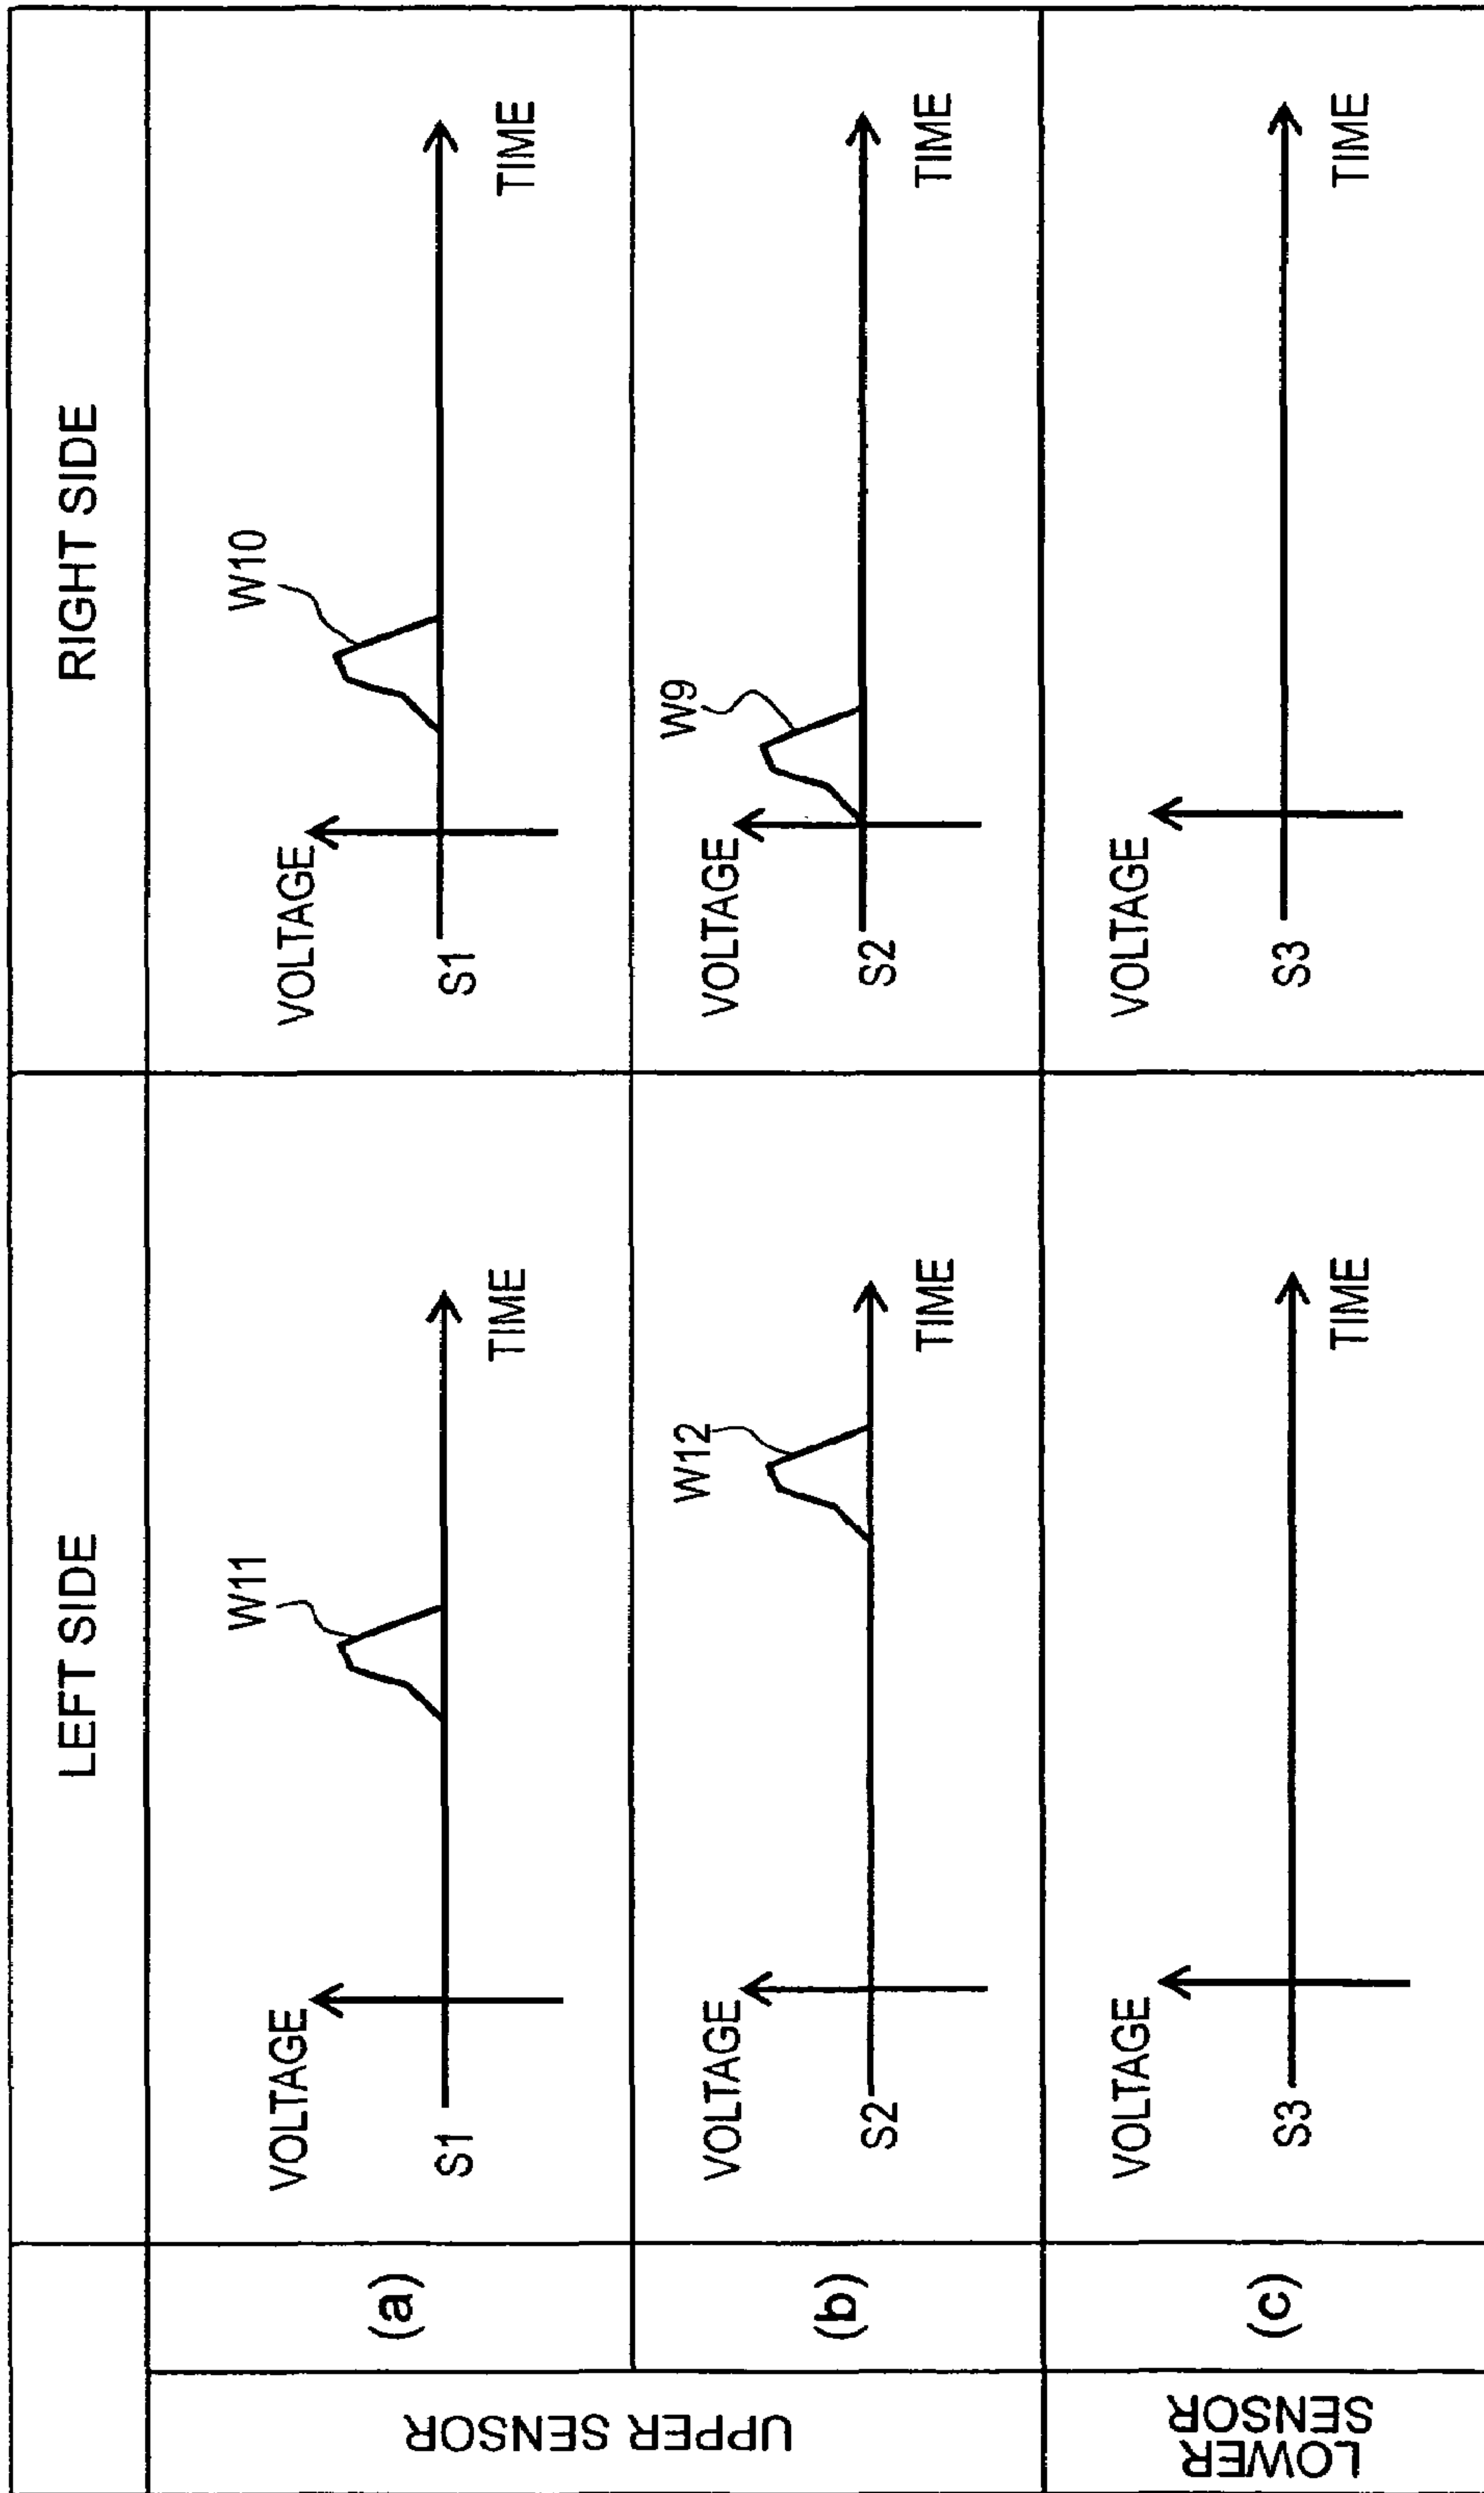 LEFT SIDE
RIGHT SIDE
UPPER SENSOR
(a)
VOLTAGE
W11
S1
TIME
VOLTAGE
W10
S1
TIME
(b)
VOLTAGE
W12
S2
TIME
VOLTAGE
W9
S2
TIME
LOWER
SENSOR
(c)
VOLTAGE
S3
TIME
VOLTAGE
S3
TIME